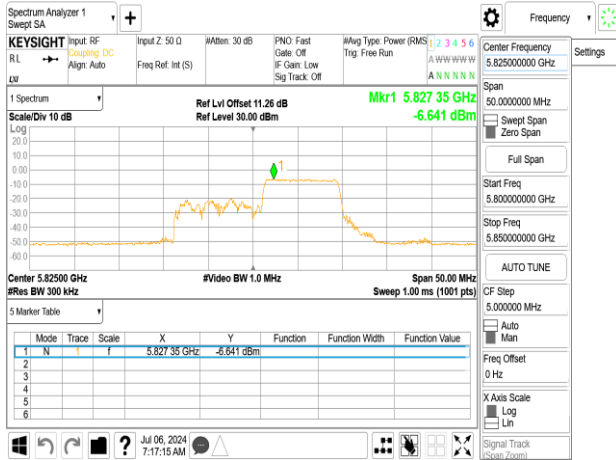 Spectrum Analyzer 1
Swept SA
Frequency
Settings
KEYSIGHT
RL
LXI
Input: RF
Coupling: DC
Align: Auto
Input Z: 50 Ω
Freq Ref: Int (S)
#Atten: 30 dB
PNO: Fast
Gate: Off
IF Gain: Low
Sig Track: Off
#Avg Type: Power (RMS)
Trig: Free Run
1 2 3 4 5 6
A W W W W W
A N N N N N
1 Spectrum
Scale/Div 10 dB
Ref Lvl Offset 11.26 dB
Ref Level 30.00 dBm
Mkr1 5.827 35 GHz
-6.641 dBm
Log
20.0
10.0
0.00
-10.0
-20.0
-30.0
-40.0
-50.0
-60.0
1
Center 5.82500 GHz
#Video BW 1.0 MHz
Span 50.00 MHz
#Res BW 300 kHz
Sweep 1.00 ms (1001 pts)
5 Marker Table
Mode Trace Scale X Y Function Function Width Function Value
1 N 1 f 5.827 35 GHz -6.641 dBm
2
3
4
5
6
Jul 06, 2024
7:17:15 AM
Center Frequency
5.825000000 GHz
Span
50.0000000 MHz
Swept Span
Zero Span
Full Span
Start Freq
5.800000000 GHz
Stop Freq
5.850000000 GHz
AUTO TUNE
CF Step
5.000000 MHz
Auto
Man
Freq Offset
0 Hz
X Axis Scale
Log
Lin
Signal Track
(Span Zoom)